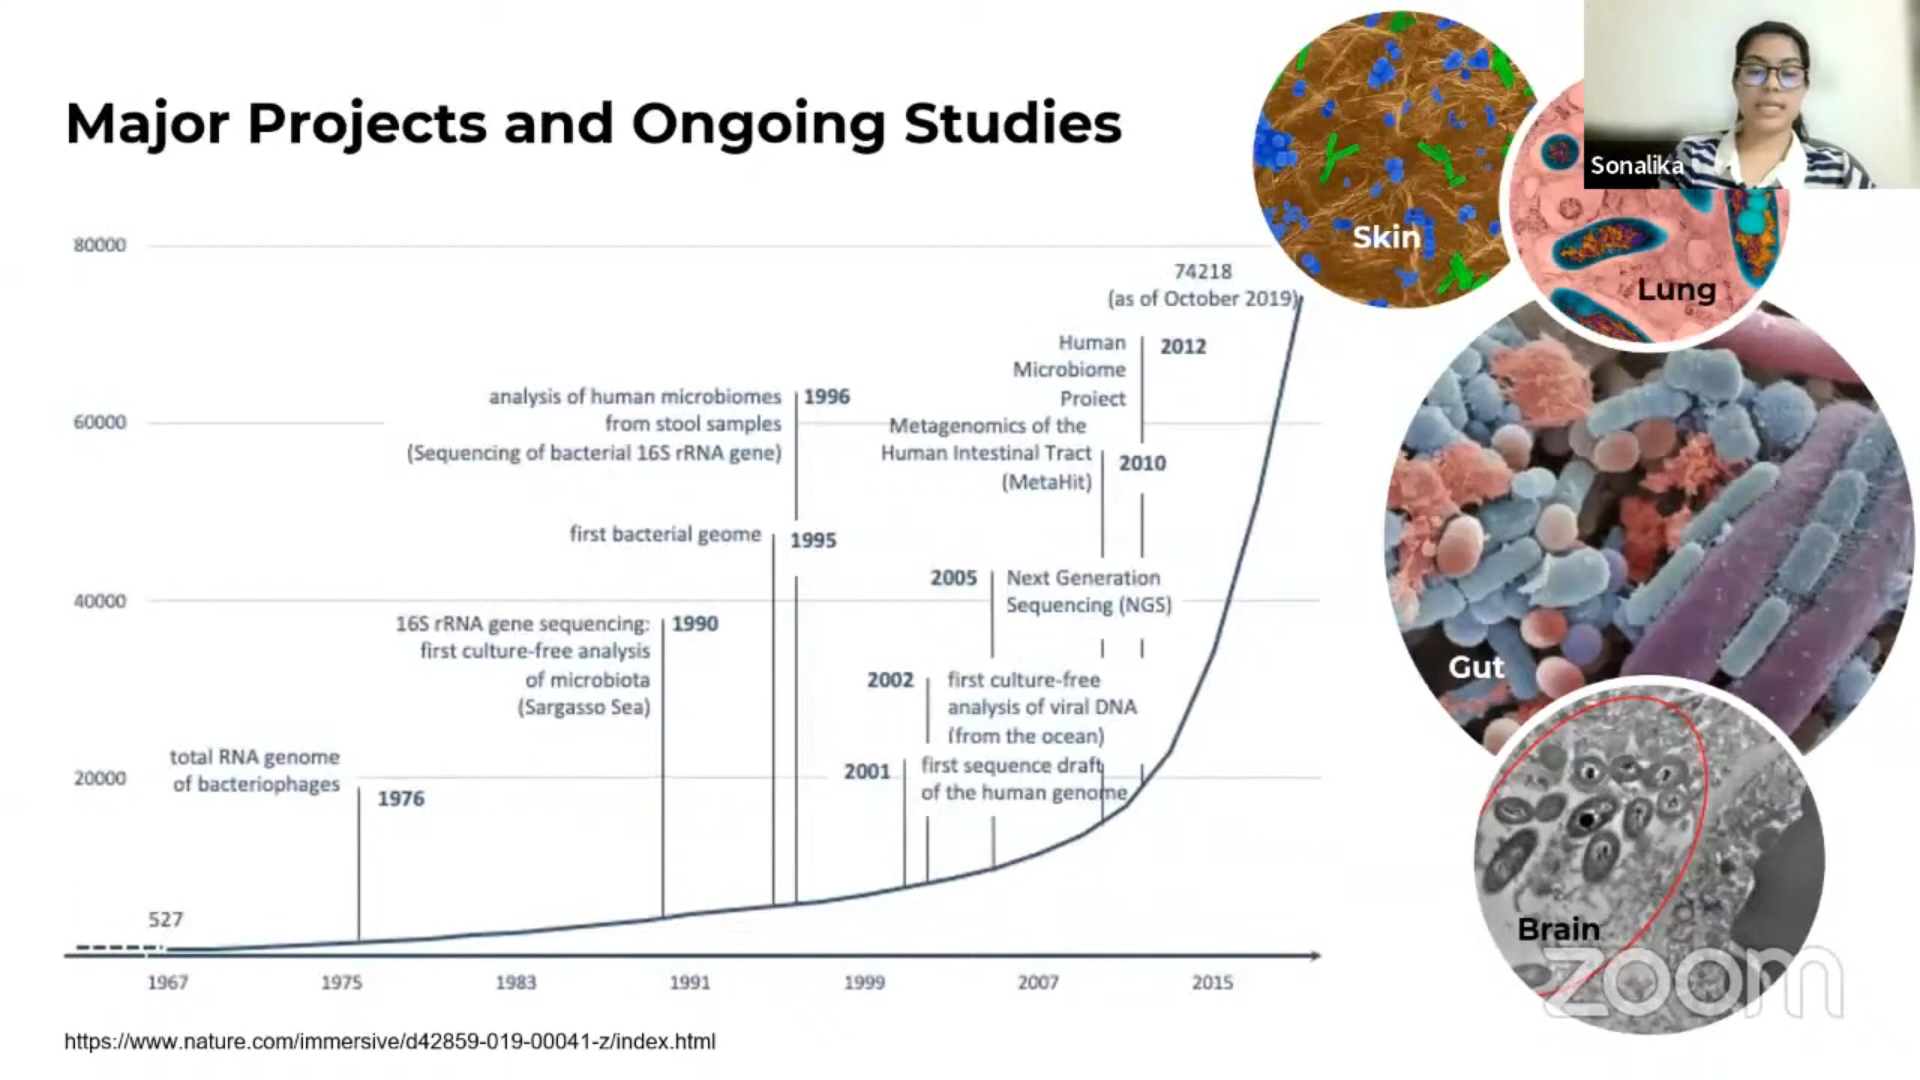 Major Projects and Ongoing Studies
Sonalika
Skin
Lung
Gut
Brain
80000
60000
40000
20000
74218
(as of October 2019)
Human
Microbiome
Proiect
2012
analysis of human microbiomes
from stool samples
(Sequencing of bacterial 16S rRNA gene)
1996
Metagenomics of the
Human Intestinal Tract
(MetaHit)
2010
first bacterial geome
1995
2005
Next Generation
Sequencing (NGS)
16S rRNA gene sequencing:
first culture-free analysis
of microbiota
(Sargasso Sea)
1990
2002
first culture-free
analysis of viral DNA
(from the ocean)
total RNA genome
of bacteriophages
1976
2001
first sequence draft
of the human genome
527
1967
1975
1983
1991
1999
2007
2015
https://www.nature.com/immersive/d42859-019-00041-z/index.html
zoom